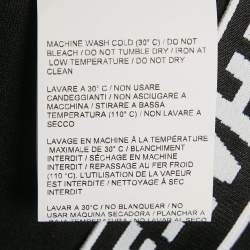 MACHINE WASH COLD (30° C) / DO NOT
BLEACH / DO NOT TUMBLE DRY / IRON AT
LOW TEMPERATURE / DO NOT DRY
CLEAN
LAVARE A 30° C / NON USARE
CANDEGGIANTI / NON ASCIUGARE A
MACCHINA / STIRARE A BASSA
TEMPERATURA (110° C) / NON LAVARE A
SECCO
LAVAGE EN MACHINE À LA TEMPÉRATURE
MAXIMALE DE 30° C / BLANCHIMENT
INTERDIT / SÉCHAGE EN MACHINE
INTERDIT / REPASSAGE AU FER FROID
(110 °C). L'UTILISATION DE LA VAPEUR
EST INTERDITE / NETTOYAGE À SEC
INTERDIT
LAVAR A 30°C / NO BLANQUEAR / NO
USAR MÁQUINA SECADORA / PLANCHAR A
BAJA TEMPERATURA